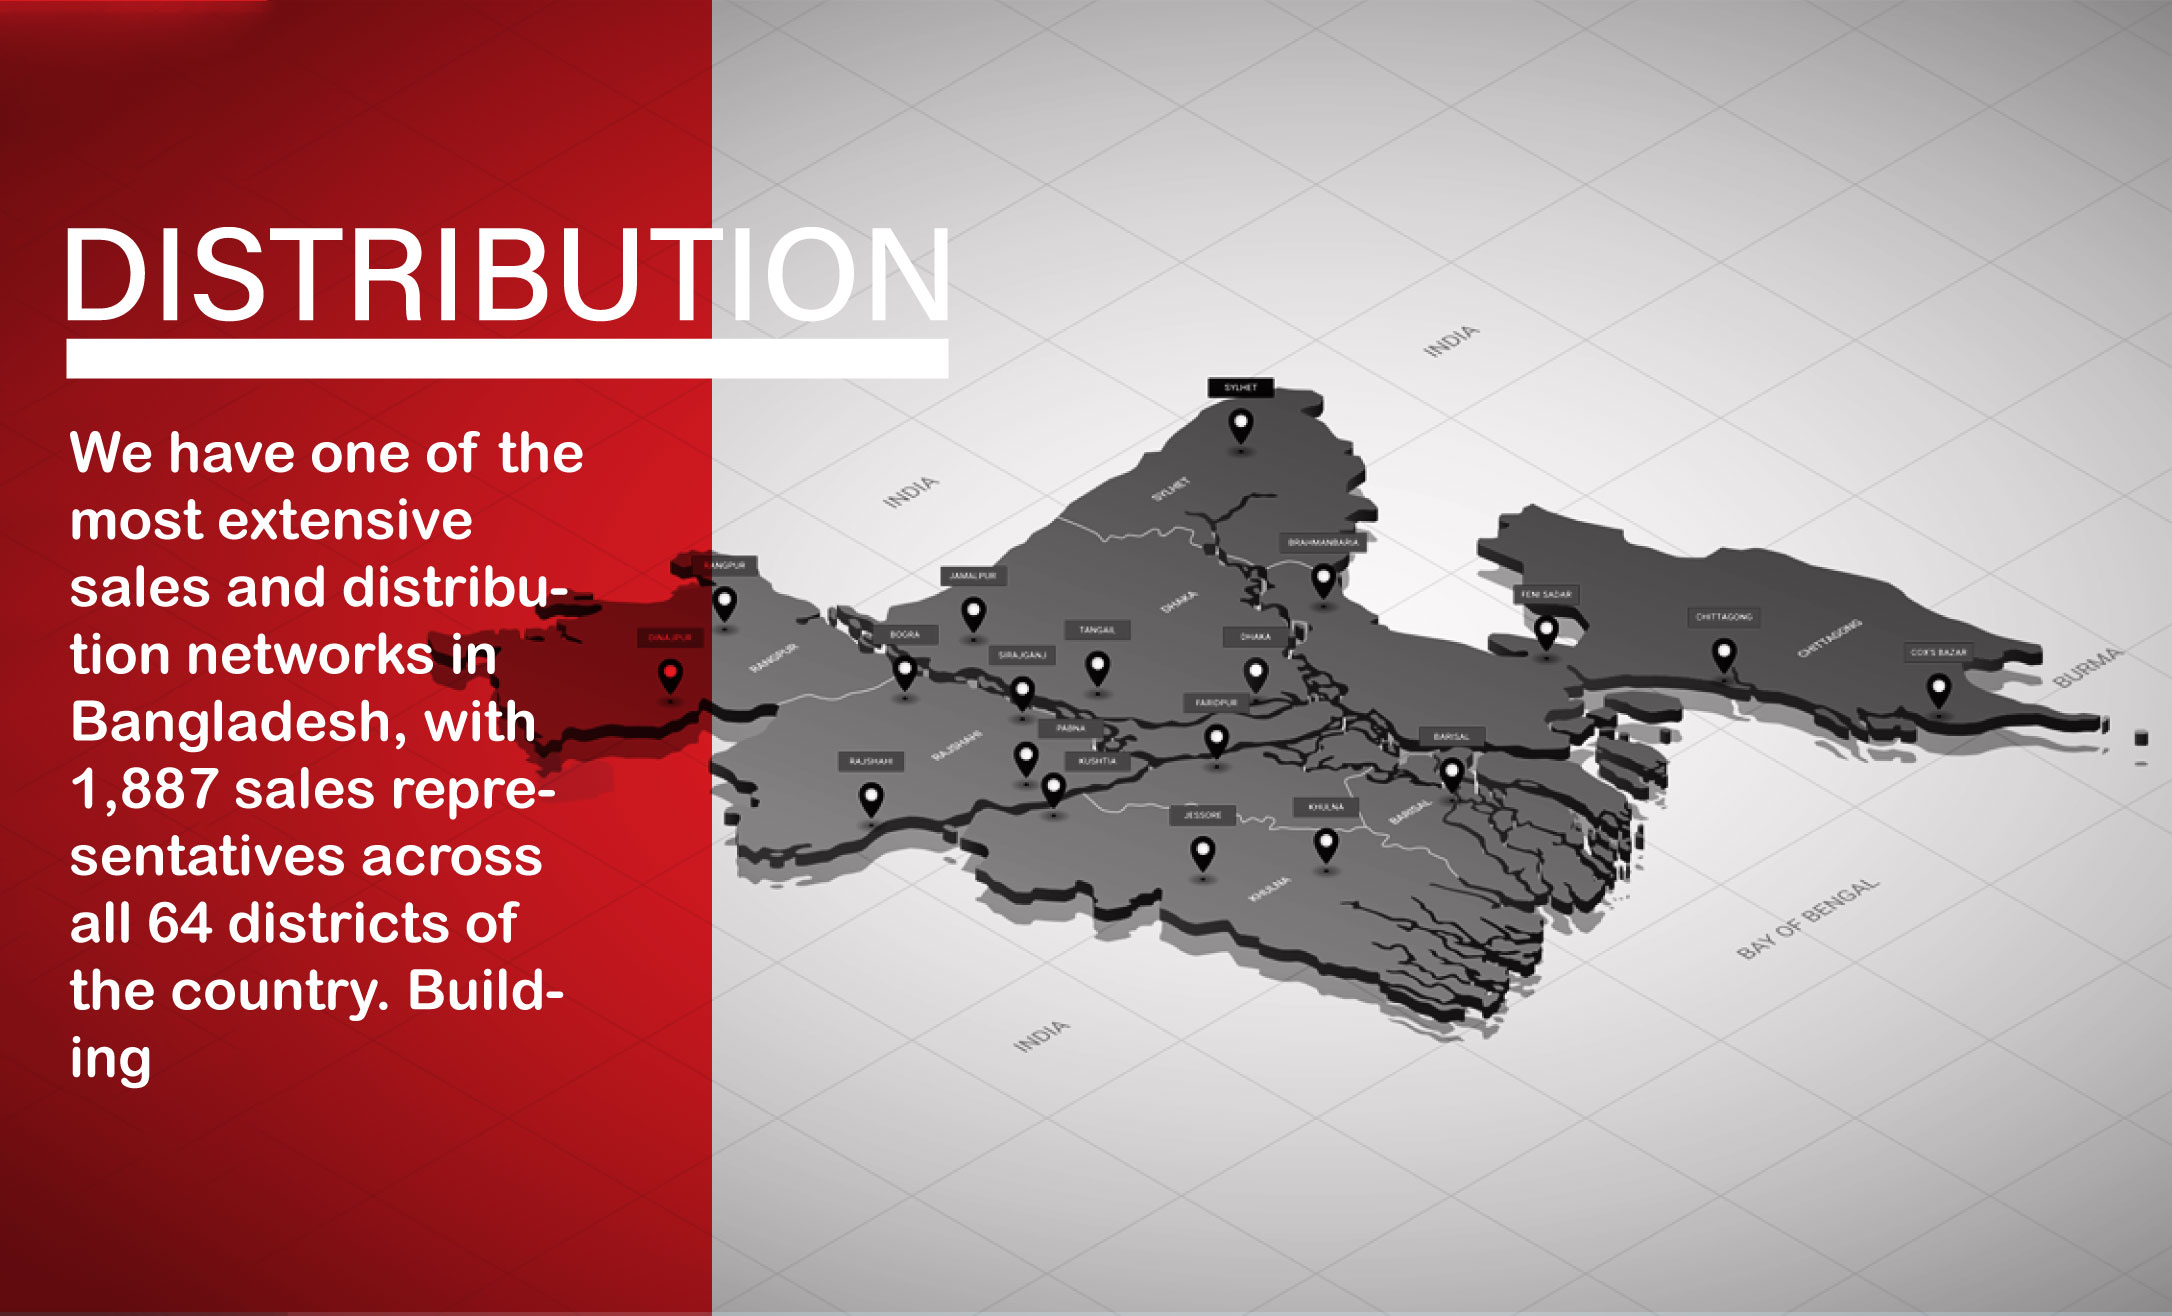 DISTRIBUTION
We have one of the
most extensive
sales and distribu-
tion networks in
Bangladesh, with
1,887 sales repre-
sentatives across
all 64 districts of
the country. Build-
ing
INDIA
SYLHET
INDIA
SYLHET
BRAHMANBARIA
RANGPUR
JAMALPUR
FENI SADAR
DHAKA
CHITTAGONG
DINAJPUR
BOGRA
TANGAIL
DHAKA
CHITTAGONG
RANGPUR
SIRAJGANJ
COX'S BAZAR
BURMA
FARIDPUR
PABNA
BARISAL
RAJSHAHI
RAJSHAHI
KUSHTIA
KHULNA
JESSORE
BARISAL
KHULNA
BAY OF BENGAL
INDIA